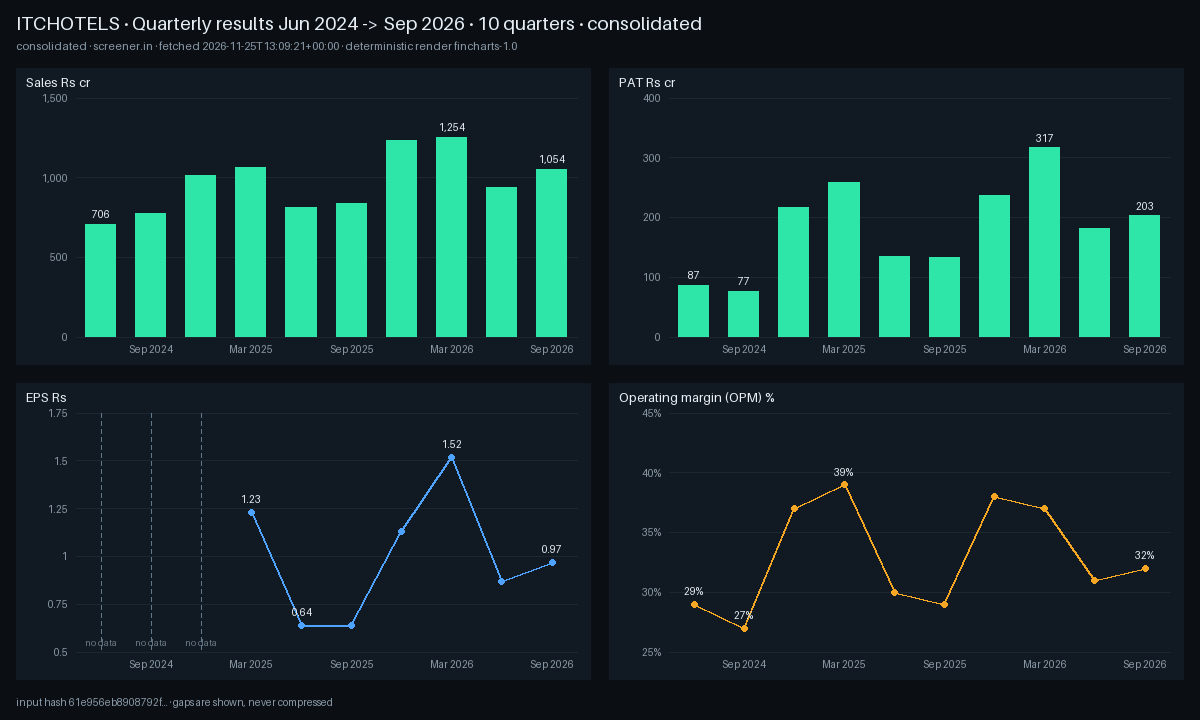 ITCHOTELS · Quarterly results Jun 2024 -> Sep 2026 · 10 quarters · consolidated
consolidated · screener.in · fetched 2026-11-25T13:09:21+00:00 · deterministic render fincharts-1.0
Sales Rs cr
1,500
1,000
500
0
706
1,254
1,054
Sep 2024
Mar 2025
Sep 2025
Mar 2026
Sep 2026
PAT Rs cr
400
300
200
100
0
87
77
317
203
Sep 2024
Mar 2025
Sep 2025
Mar 2026
Sep 2026
EPS Rs
1.75
1.5
1.25
1
0.75
0.5
no data
no data
no data
1.23
0.64
1.52
0.97
Sep 2024
Mar 2025
Sep 2025
Mar 2026
Sep 2026
Operating margin (OPM) %
45%
40%
35%
30%
25%
29%
27%
39%
32%
Sep 2024
Mar 2025
Sep 2025
Mar 2026
Sep 2026
input hash 61e956eb8908792f… · gaps are shown, never compressed